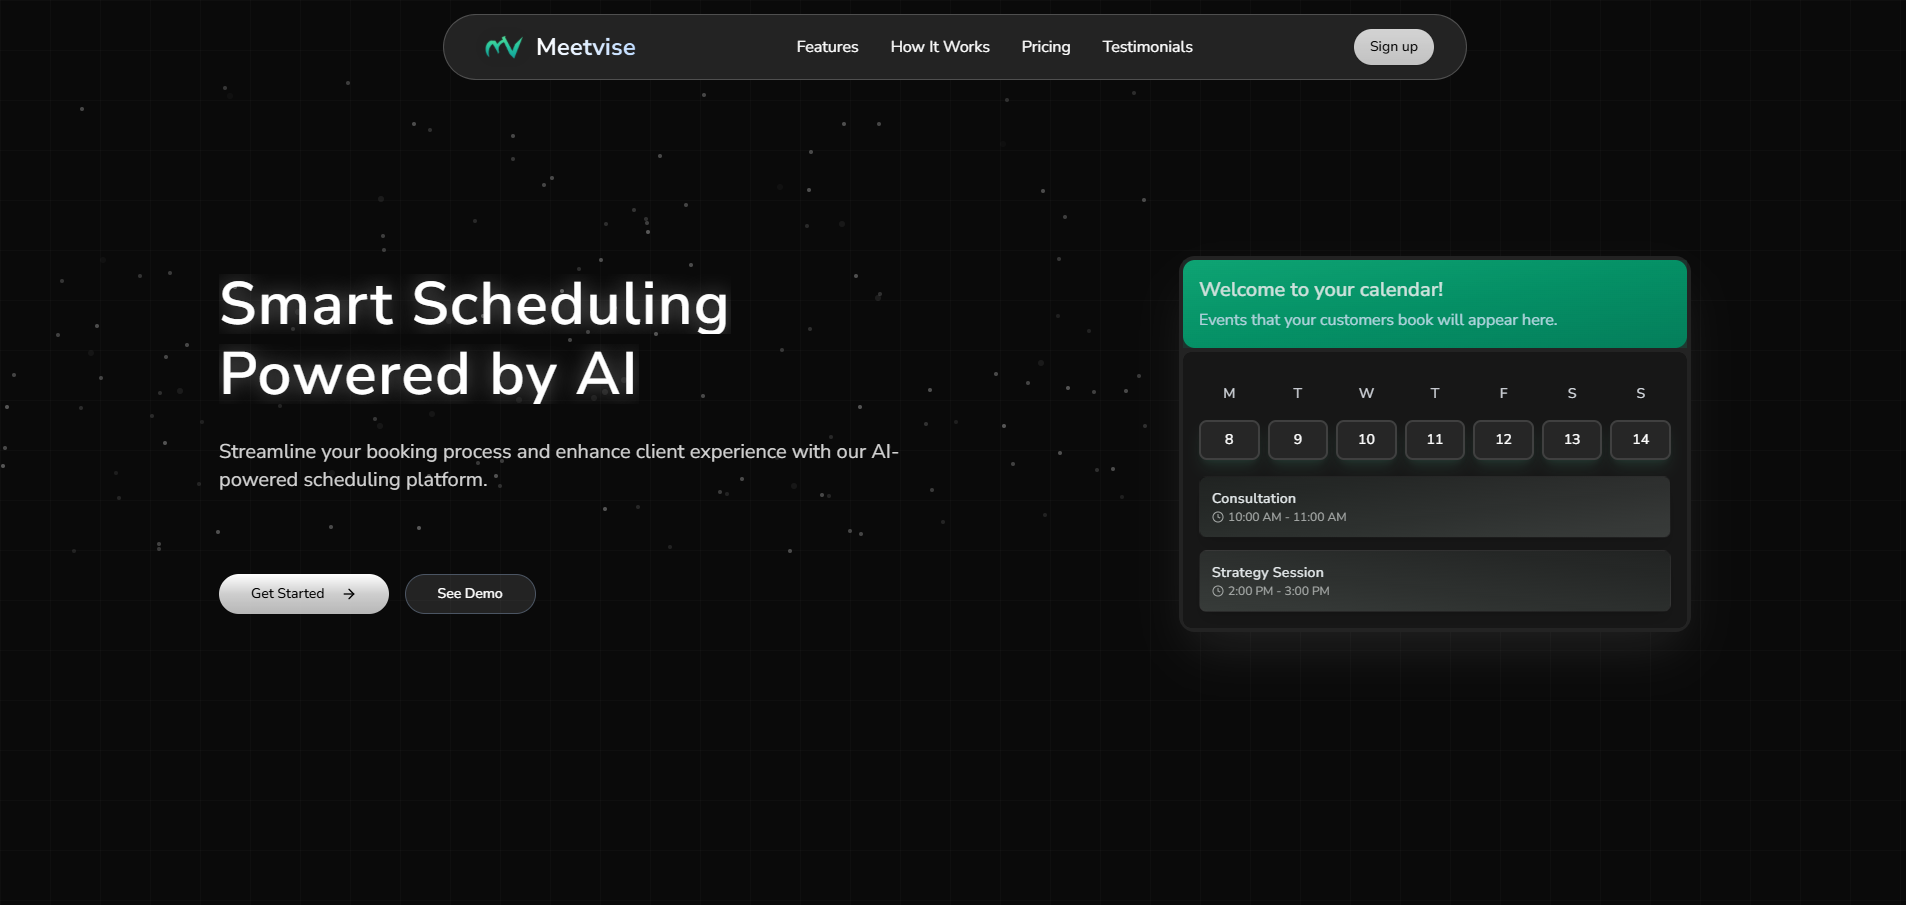 Meetvise
Features
How It Works
Pricing
Testimonials
Sign up
Smart Scheduling
Powered by AI
Streamline your booking process and enhance client experience with our AI-
powered scheduling platform.
Get Started
See Demo
Welcome to your calendar!
Events that your customers book will appear here.
M T W T F S S
8 9 10 11 12 13 14
Consultation
10:00 AM - 11:00 AM
Strategy Session
2:00 PM - 3:00 PM